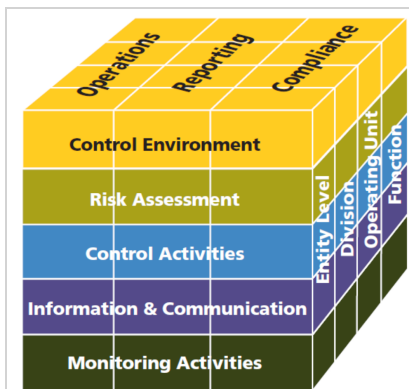 Operations
Reporting
Compliance
Control Environment
Risk Assessment
Control Activities
Information & Communication
Monitoring Activities
Entity Level
Division
Operating Unit
Function